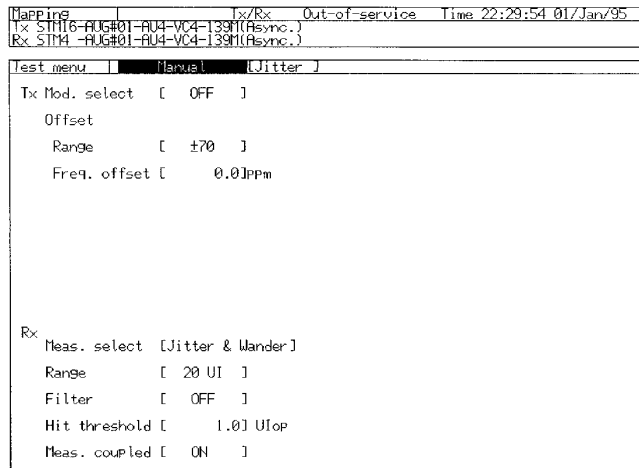 Mapping Tx/Rx Out-of-service Time 22:29:54 01/Jan/95
Tx STM16-AUG#01-AU4-VC4-139M(Async.)
Rx STM4 -AUG#01-AU4-VC4-139M(Async.)
Test menu Manual [Jitter ]
Tx Mod. select [ OFF ]
Offset
Range [ ±70 ]
Freq. offset [ 0.0]ppm
Rx
Meas. select [Jitter & Wander]
Range [ 20 UI ]
Filter [ OFF ]
Hit threshold [ 1.0] UIop
Meas. coupled [ ON ]